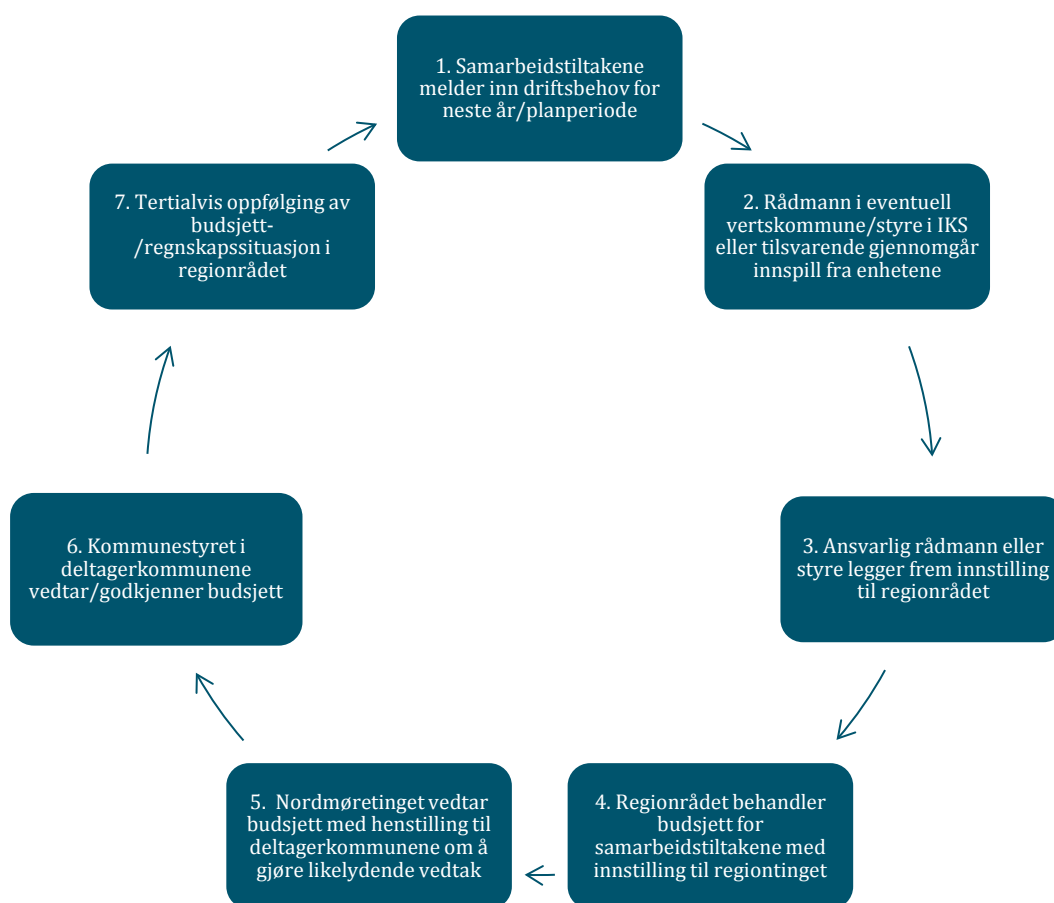 1. Samarbeidstiltakene
melder inn driftsbehov for
neste år/planperiode
2. Rådmann i eventuell
vertskommune/styre i IKS
eller tilsvarende gjennomgår
innspill fra enhetene
3. Ansvarlig rådmann eller
styre legger frem innstilling
til regionrådet
4. Regionrådet behandler
budsjett for
samarbeidstiltakene med
innstilling til regiontinget
5. Nordmøretinget vedtar
budsjett med henstilling til
deltagerkommunene om å
gjøre likelydende vedtak
6. Kommunestyret i
deltagerkommunene
vedtar/godkjenner budsjett
7. Tertialvis oppfølging av
budsjett-
/regnskapssituasjon i
regionrådet